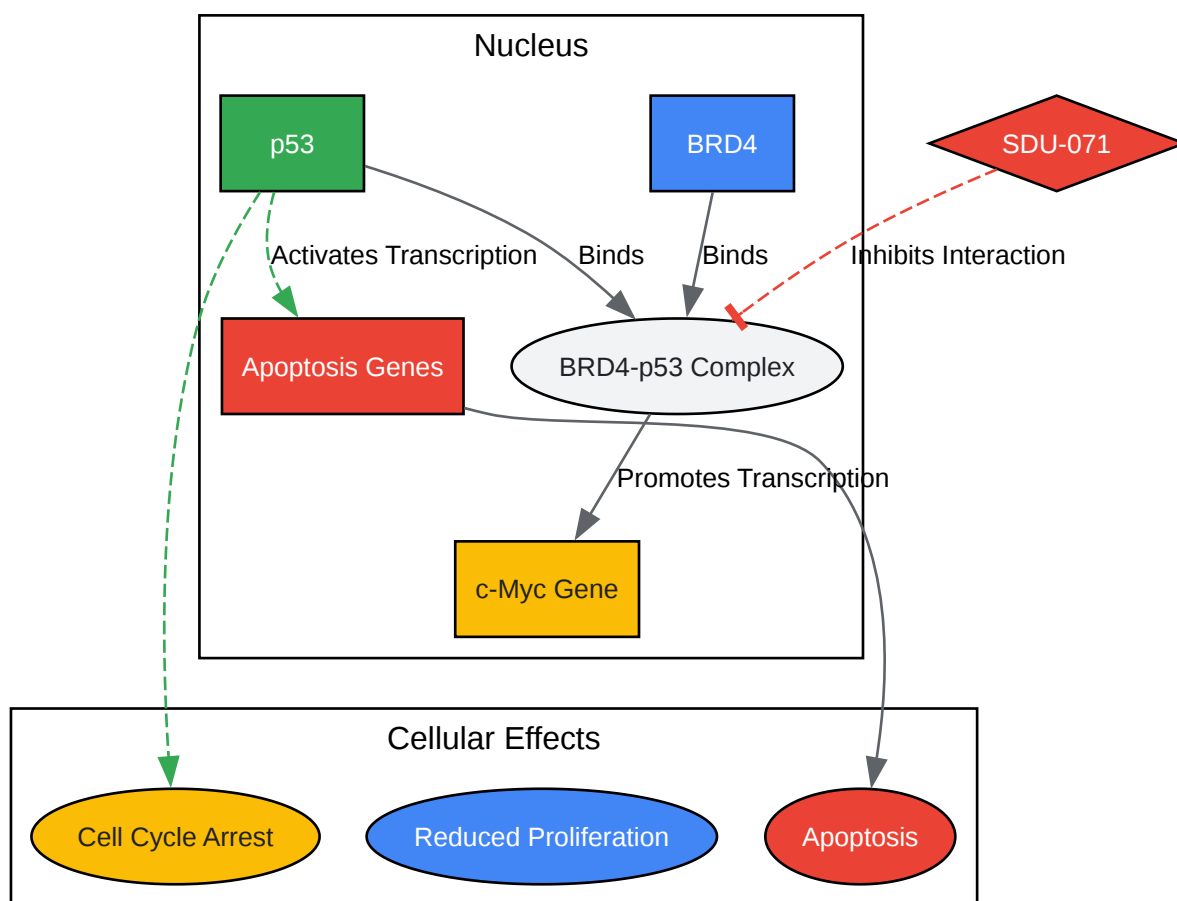 Nucleus
p53
BRD4
SDU-071
Activates Transcription
Binds
Binds
Inhibits Interaction
Apoptosis Genes
BRD4-p53 Complex
Promotes Transcription
c-Myc Gene
Cellular Effects
Cell Cycle Arrest
Reduced Proliferation
Apoptosis